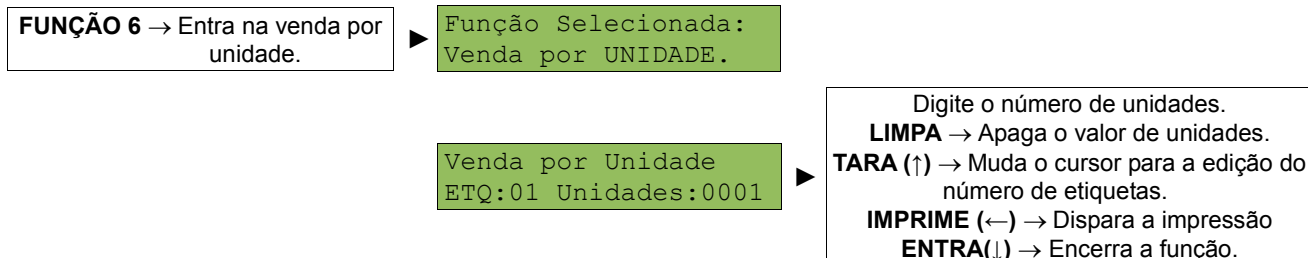 FUNÇÃO 6 → Entra na venda por
unidade.
►
Função Selecionada:
Venda por UNIDADE.
Venda por Unidade
ETQ:01 Unidades:0001
►
Digite o número de unidades.
LIMPA → Apaga o valor de unidades.
TARA (↑) → Muda o cursor para a edição do
número de etiquetas.
IMPRIME (←) → Dispara a impressão
ENTRA(↓) → Encerra a função.